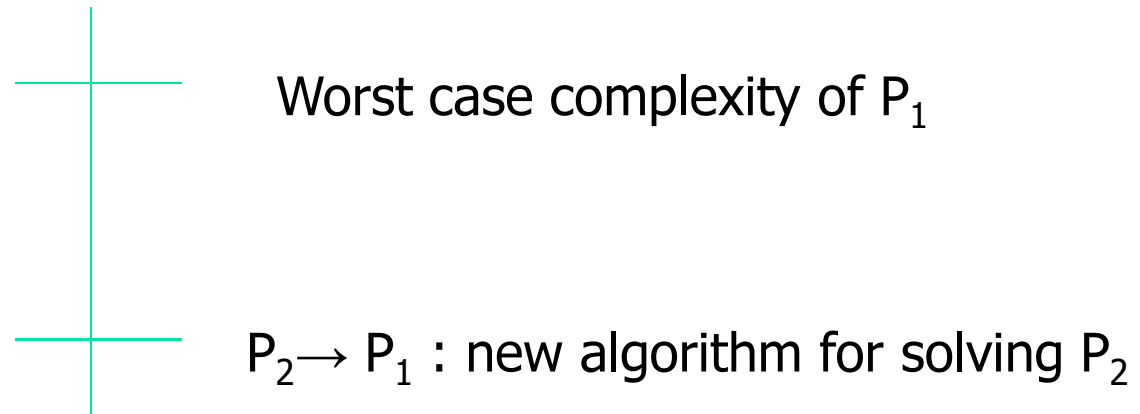 Worst case complexity of P₁
P₂→ P₁ : new algorithm for solving P₂